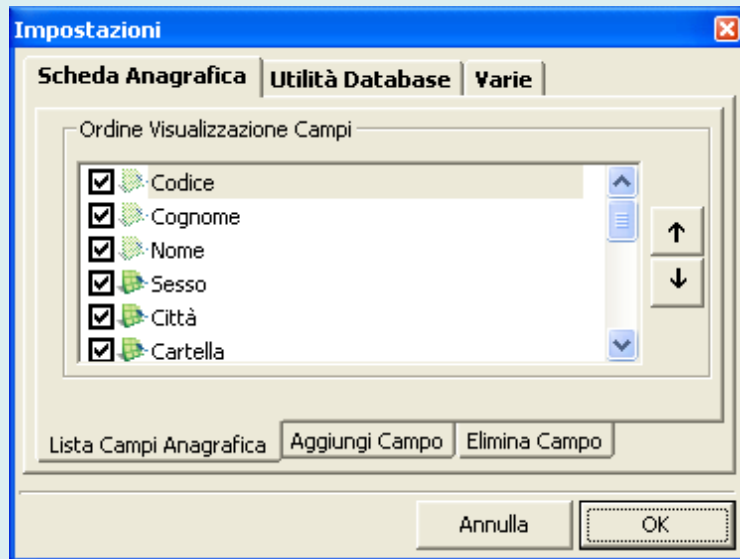 Impostazioni
Scheda Anagrafica Utilità Database Varie
Ordine Visualizzazione Campi
Codice
Cognome
Nome
Sesso
Città
Cartella
Lista Campi Anagrafica Aggiungi Campo Elimina Campo
Annulla OK